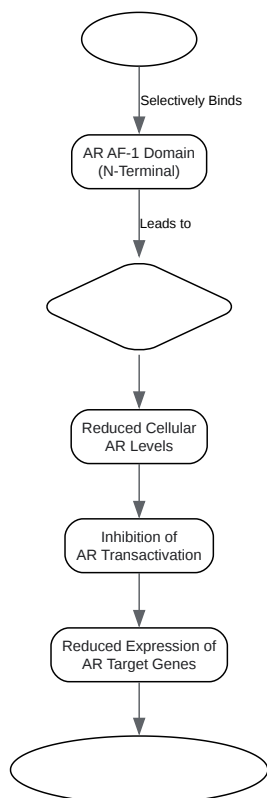 Selectively Binds
AR AF-1 Domain
(N-Terminal)
Leads to
Reduced Cellular
AR Levels
Inhibition of
AR Transactivation
Reduced Expression of
AR Target Genes